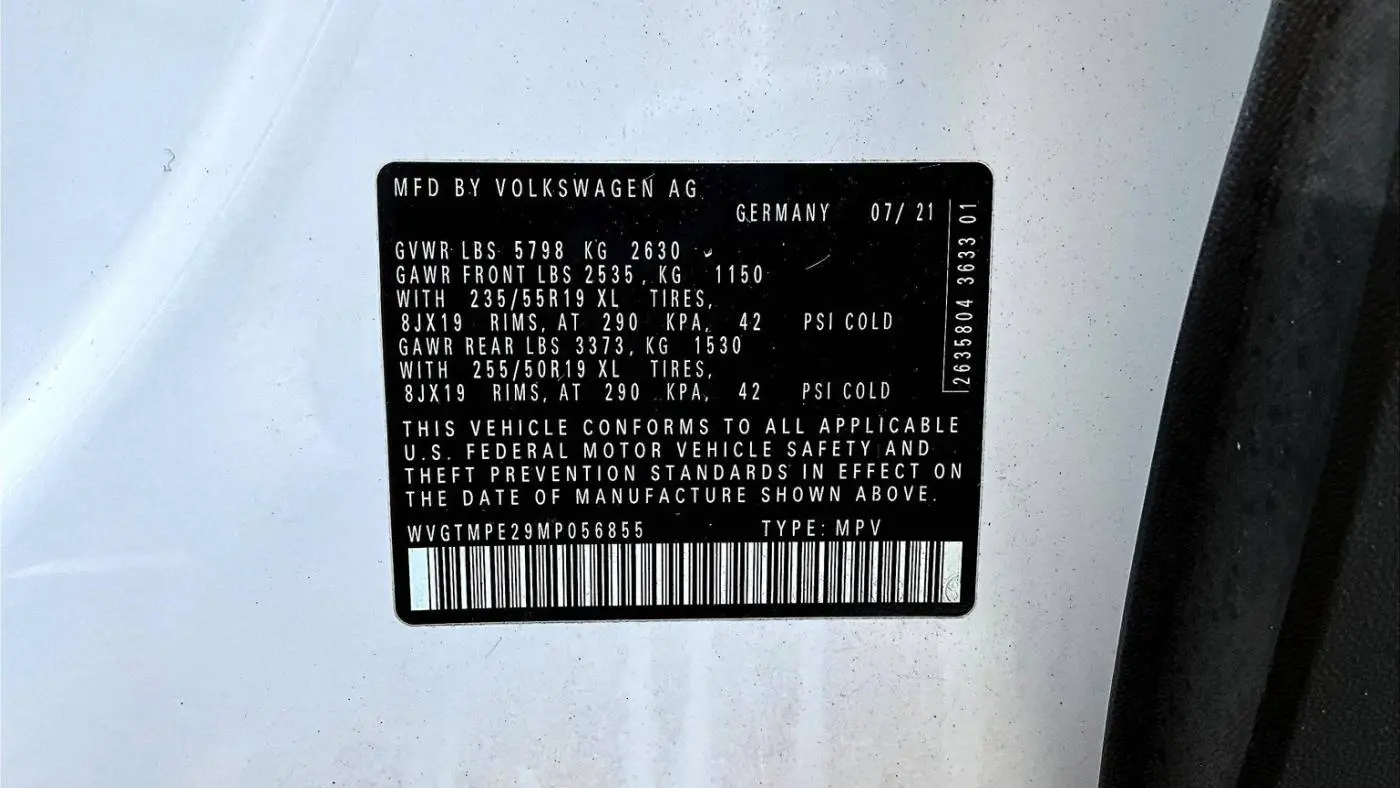 MFD BY VOLKSWAGEN AG
GERMANY 07/ 21
GVWR LBS 5798 KG 2630
GAWR FRONT LBS 2535, KG 1150
WITH 235/55R19 XL TIRES,
8JX19 RIMS, AT 290 KPA, 42 PSI COLD
GAWR REAR LBS 3373, KG 1530
WITH 255/50R19 XL TIRES,
8JX19 RIMS, AT 290 KPA, 42 PSI COLD
THIS VEHICLE CONFORMS TO ALL APPLICABLE
U.S. FEDERAL MOTOR VEHICLE SAFETY AND
THEFT PREVENTION STANDARDS IN EFFECT ON
THE DATE OF MANUFACTURE SHOWN ABOVE.
WVGTMPE29MP056855 TYPE: MPV
2635804 3633 01